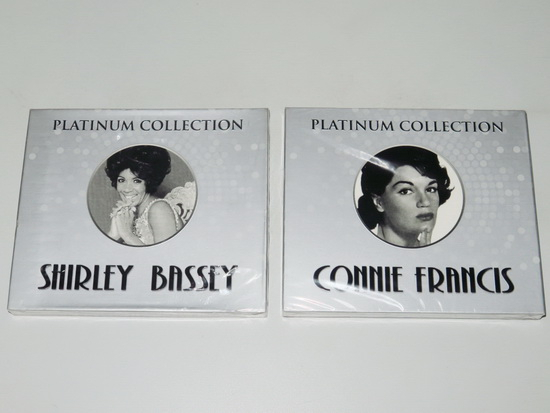 PLATINUM COLLECTION
SHIRLEY BASSEY
PLATINUM COLLECTION
CONNIE FRANCIS